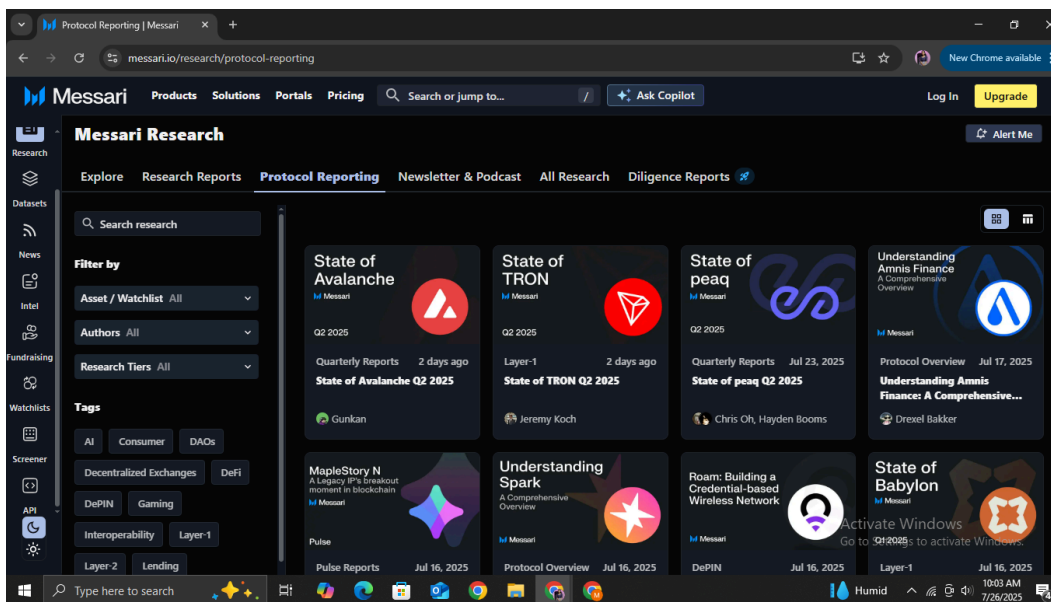 Protocol Reporting | Messari
messari.io/research/protocol-reporting
New Chrome available
Messari
Products Solutions Portals Pricing
Search or jump to... /
Ask Copilot
Log In
Upgrade
Research
Datasets
News
Intel
Fundraising
Watchlists
Screener
API
Messari Research
Alert Me
Explore Research Reports Protocol Reporting Newsletter & Podcast All Research Diligence Reports
Search research
Filter by
Asset / Watchlist All
Authors All
Research Tiers All
Tags
AI Consumer DAOs
Decentralized Exchanges DeFi
DePIN Gaming
Interoperability Layer-1
Layer-2 Lending
State of
Avalanche
Messari
Q2 2025
Quarterly Reports 2 days ago
State of Avalanche Q2 2025
Gunkan
State of
TRON
Messari
Q2 2025
Layer-1 2 days ago
State of TRON Q2 2025
Jeremy Koch
State of
peaq
Messari
Q2 2025
Quarterly Reports Jul 23, 2025
State of peaq Q2 2025
Chris Oh, Hayden Booms
Understanding
Amnis Finance
A Comprehensive
Overview
Messari
Protocol Overview Jul 17, 2025
Understanding Amnis
Finance: A Comprehensive...
Drexel Bakker
MapleStory N
A Legacy IP's breakout
moment in blockchain
Messari
Pulse
Pulse Reports Jul 16, 2025
Understanding
Spark
A Comprehensive
Overview
Messari
Protocol Overview Jul 16, 2025
Roam: Building a
Credential-based
Wireless Network
Messari
DePIN Jul 16, 2025
State of
Babylon
Messari
Q1 2025
Layer-1 Jul 16, 2025
Activate Windows
Go to Settings to activate Windows.
Type here to search
Humid
10:03 AM
7/26/2025
4